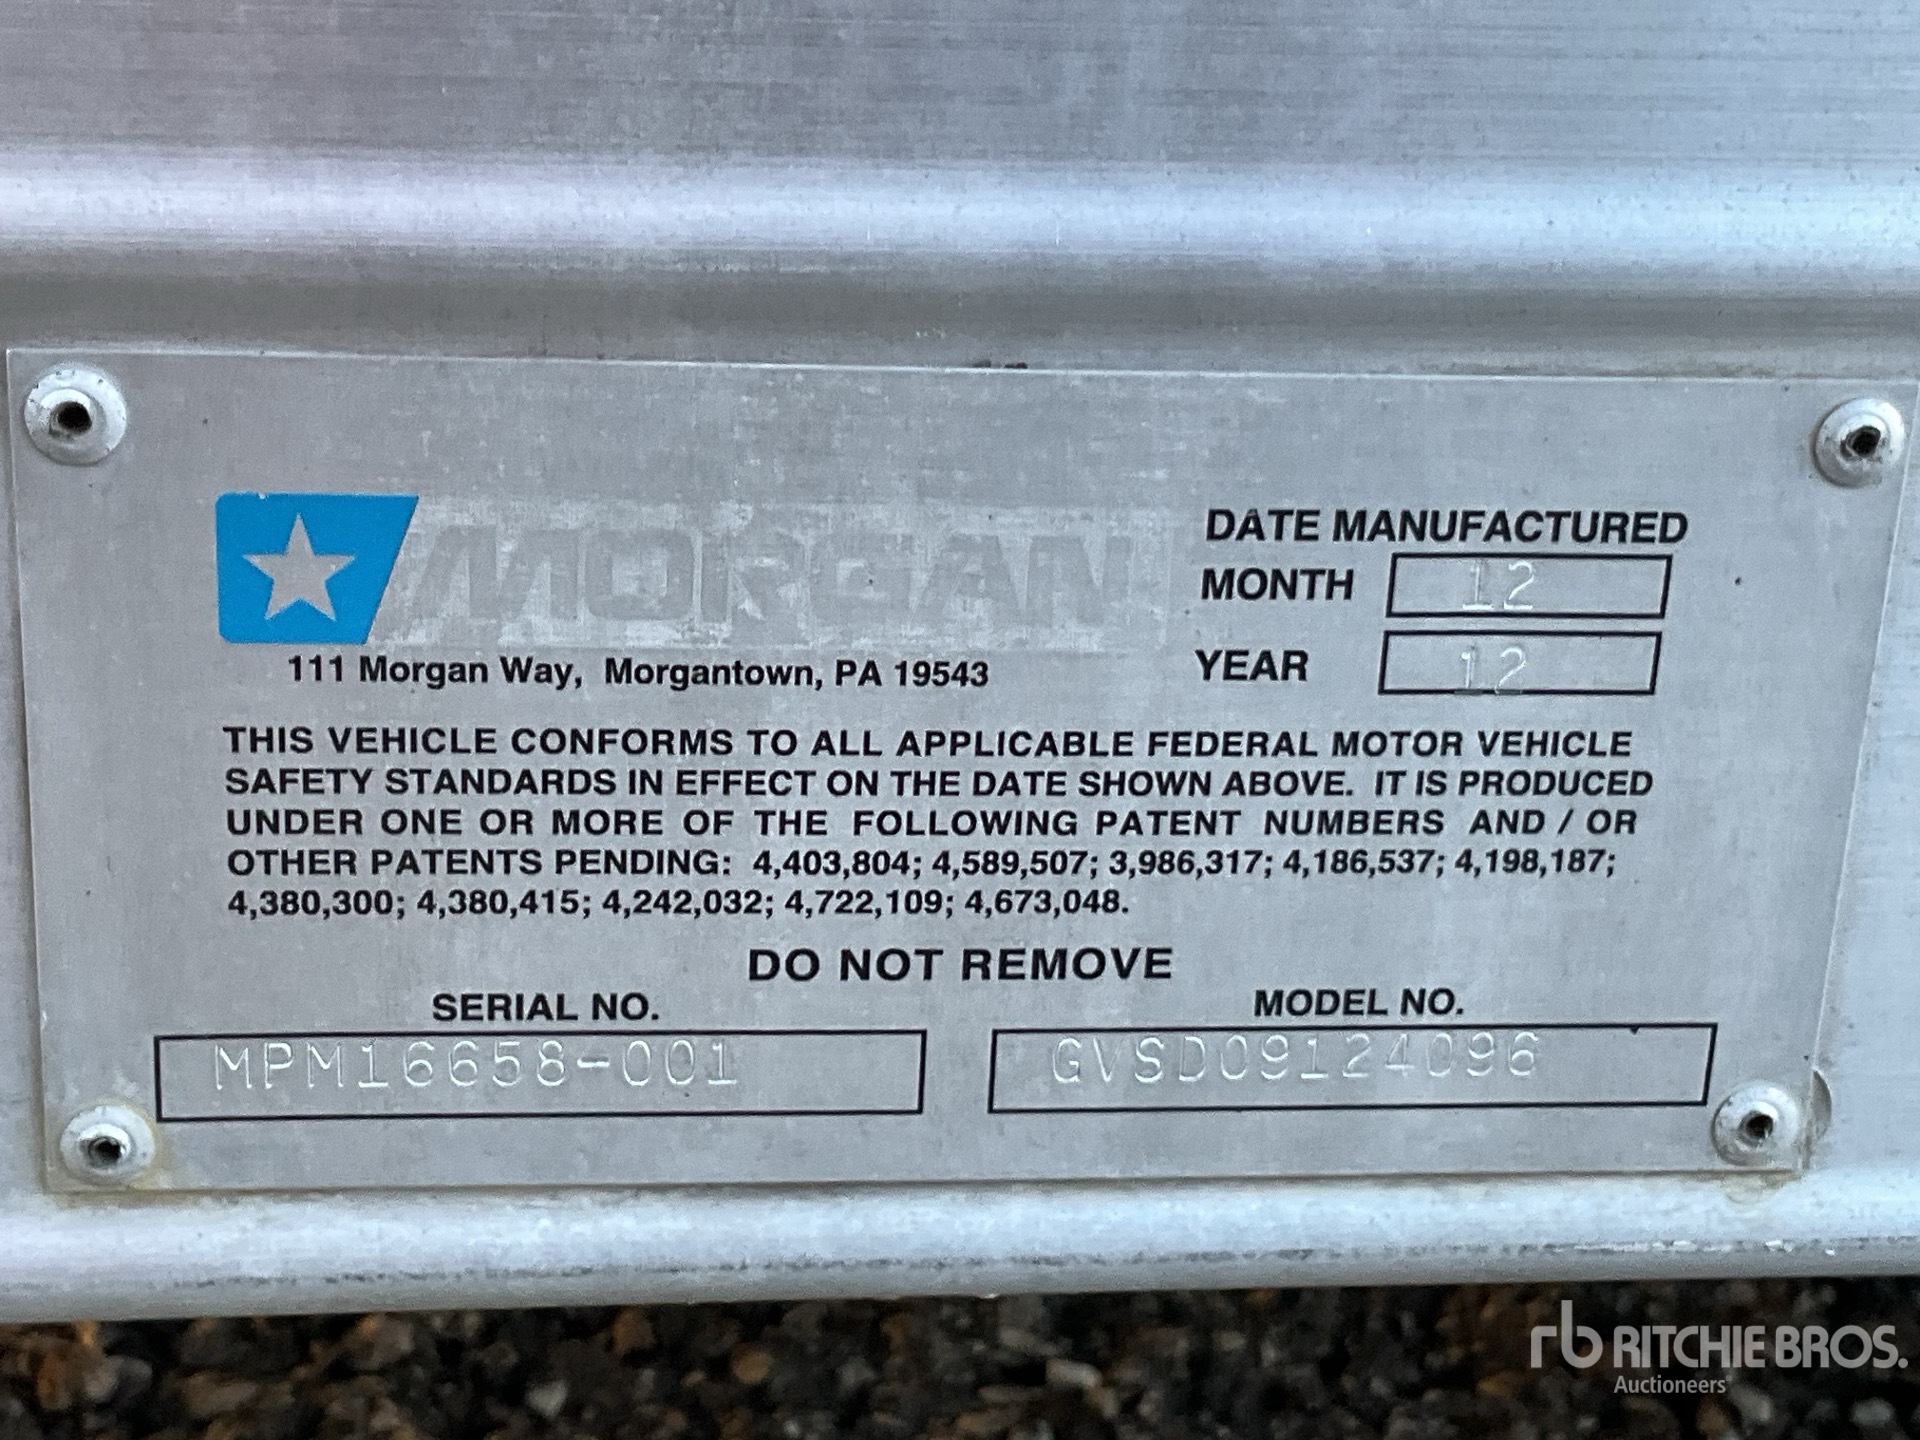 MORGAN
111 Morgan Way, Morgantown, PA 19543
DATE MANUFACTURED
MONTH 12
YEAR 12
THIS VEHICLE CONFORMS TO ALL APPLICABLE FEDERAL MOTOR VEHICLE
SAFETY STANDARDS IN EFFECT ON THE DATE SHOWN ABOVE. IT IS PRODUCED
UNDER ONE OR MORE OF THE FOLLOWING PATENT NUMBERS AND / OR
OTHER PATENTS PENDING: 4,403,804; 4,589,507; 3,986,317; 4,186,537; 4,198,187;
4,380,300; 4,380,415; 4,242,032; 4,722,109; 4,673,048.
DO NOT REMOVE
SERIAL NO.
MPM16658-001
MODEL NO.
GVSD09124096
rb RITCHIE BROS.
Auctioneers